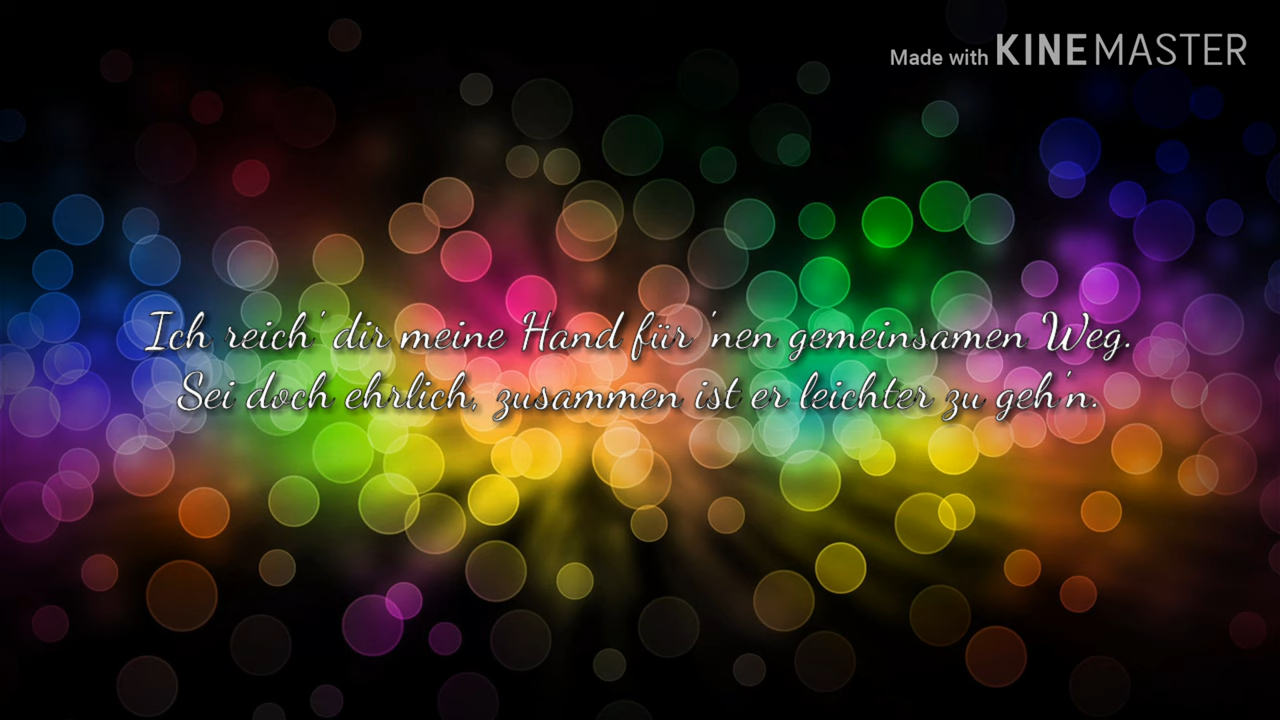 Made with KINEMASTER
Ich reich' dir meine Hand für 'nen gemeinsamen Weg.
Sei doch ehrlich, zusammen ist er leichter zu geh'n.